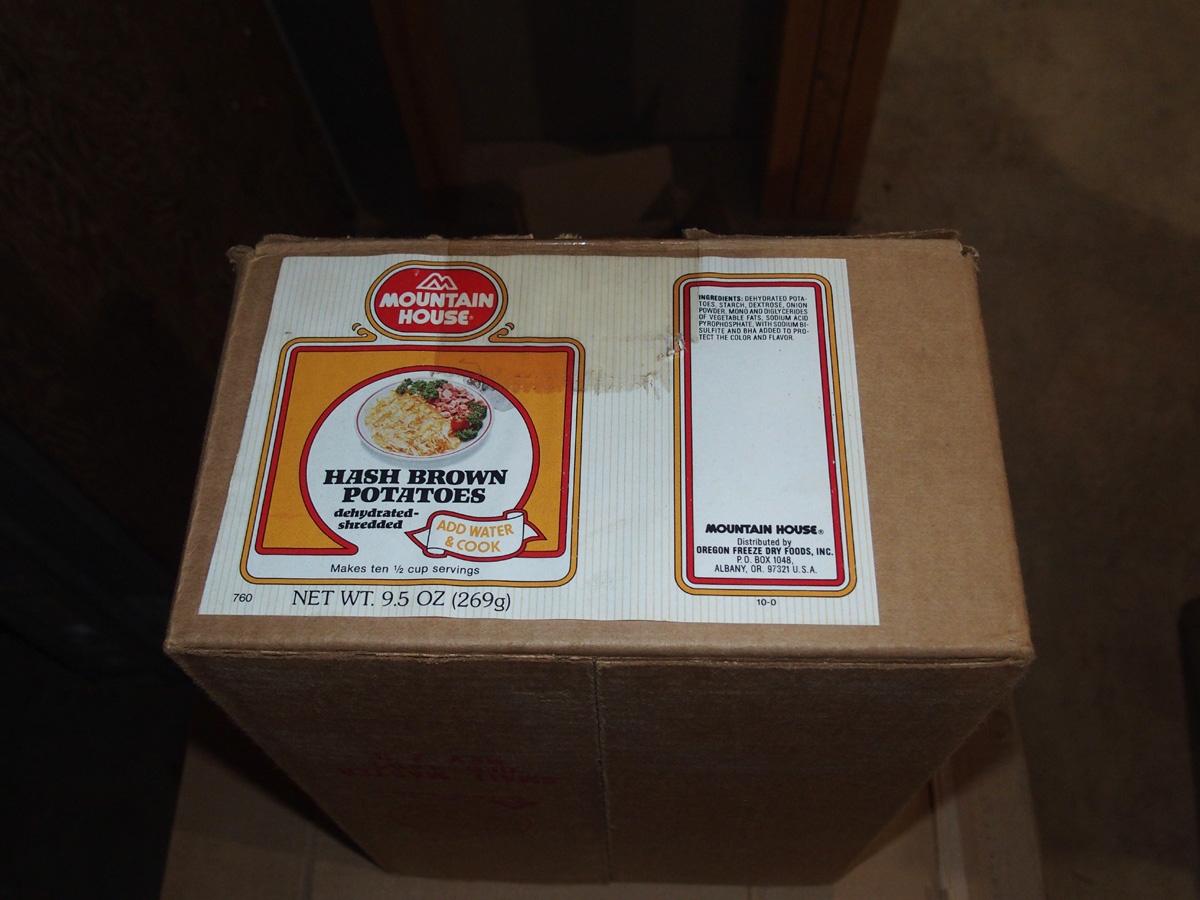 MOUNTAIN
HOUSE®
HASH BROWN
POTATOES
dehydrated-
shredded
ADD WATER
& COOK
Makes ten ½ cup servings
760
NET WT. 9.5 OZ (269g)
INGREDIENTS: DEHYDRATED POTA-
TOES, STARCH, DEXTROSE, ONION
POWDER, MONO AND DIGLYCERIDES
OF VEGETABLE FATS, SODIUM ACID
PYROPHOSPHATE, WITH SODIUM BI-
SULFITE AND BHA ADDED TO PRO-
TECT THE COLOR AND FLAVOR.
MOUNTAIN HOUSE®
Distributed by
OREGON FREEZE DRY FOODS, INC.
P.O. BOX 1048,
ALBANY, OR. 97321 U.S.A.
10-0